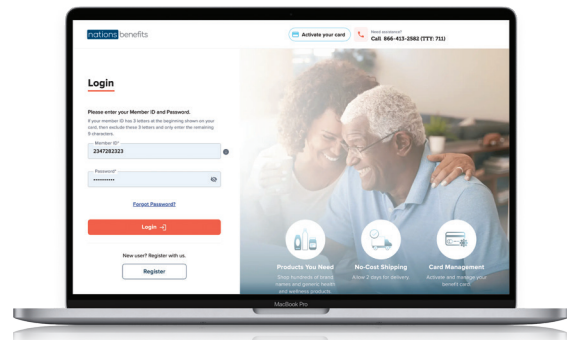 nations benefits
Activate your card
Need assistance?
Call 866-413-2582 (TTY: 711)
Login
Please enter your Member ID and Password.
If your member ID has 3 letters at the beginning shown on your
card, then exclude these 3 letters and only enter the remaining
9 characters.
Member ID*
2347282323
Password*
••••••••••
Forgot Password?
Login
New user? Register with us.
Register
Products You Need
Shop hundreds of brand
names and generic health
and wellness products.
No-Cost Shipping
Allow 2 days for delivery.
Card Management
Activate and manage your
benefit card.
MacBook Pro